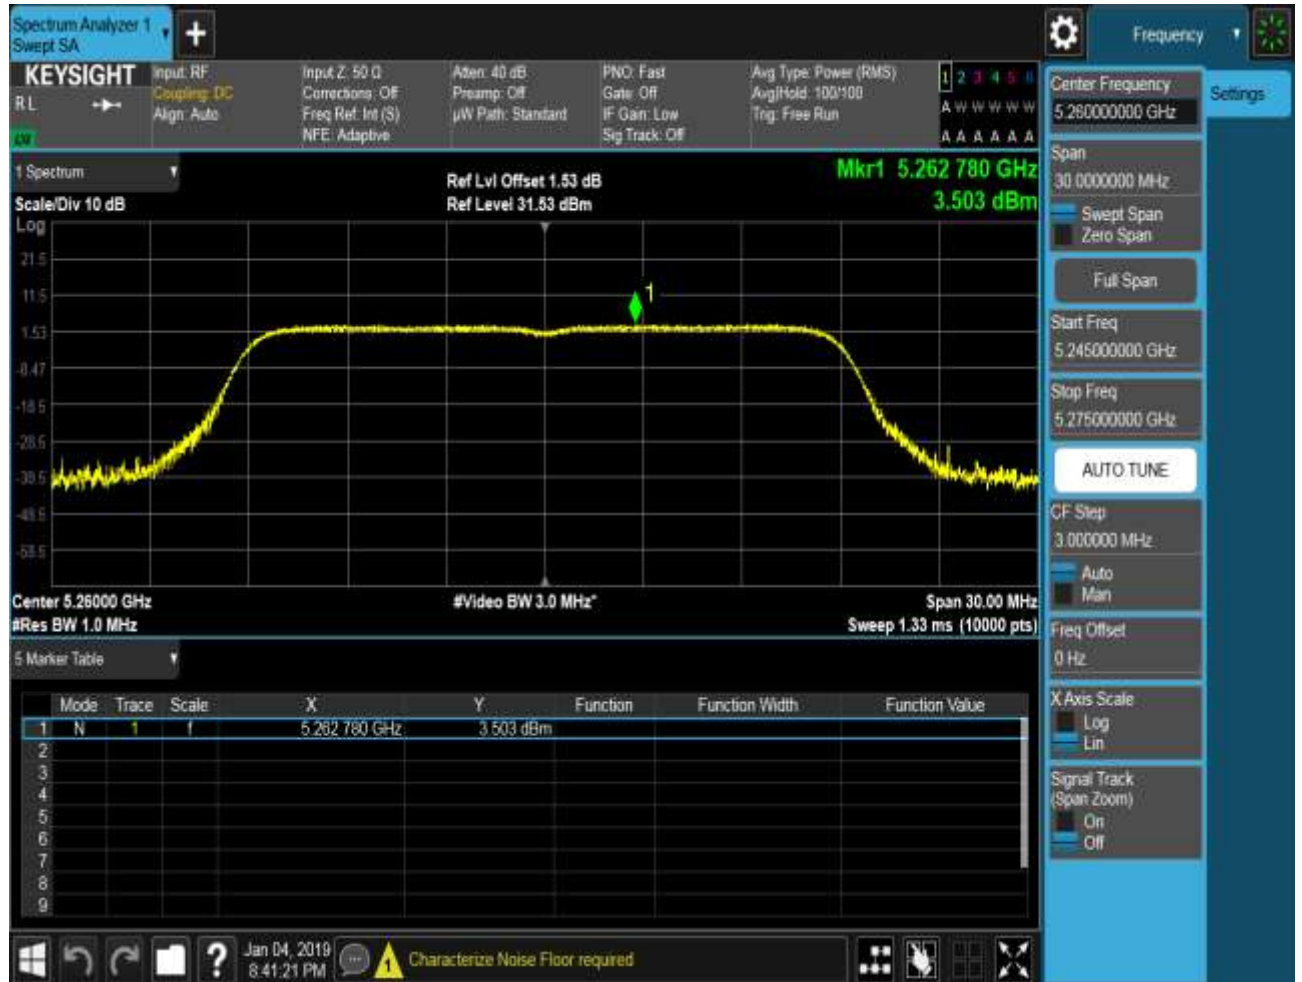 Spectrum Analyzer 1
Swept SA
+
Frequency
KEYSIGHT
RL
Input: RF
Coupling: DC
Align: Auto
Input Z: 50 Ω
Corrections: Off
Freq Ref: Int (S)
NFE: Adaptive
Atten: 40 dB
Preamp: Off
µW Path: Standard
PNO: Fast
Gate: Off
IF Gain: Low
Sig Track: Off
Avg Type: Power (RMS)
Avg|Hold: 100/100
Trig: Free Run
1 2 3 4 5 6
A W W W W W
A A A A A A
1 Spectrum
Scale/Div 10 dB
Ref Lvl Offset 1.53 dB
Ref Level 31.53 dBm
Mkr1 5.262 780 GHz
3.503 dBm
Log
21.5
11.5
1.53
-8.47
-18.5
-28.5
-38.5
-48.5
-58.5
1
Center 5.26000 GHz
#Res BW 1.0 MHz
#Video BW 3.0 MHz*
Span 30.00 MHz
Sweep 1.33 ms (10000 pts)
5 Marker Table
Mode Trace Scale X Y Function Function Width Function Value
1 N 1 f 5.262 780 GHz 3.503 dBm
2
3
4
5
6
7
8
9
Jan 04, 2019
8:41:21 PM
Characterize Noise Floor required
Center Frequency
5.260000000 GHz
Settings
Span
30.0000000 MHz
Swept Span
Zero Span
Full Span
Start Freq
5.245000000 GHz
Stop Freq
5.275000000 GHz
AUTO TUNE
CF Step
3.000000 MHz
Auto
Man
Freq Offset
0 Hz
X Axis Scale
Log
Lin
Signal Track
(Span Zoom)
On
Off